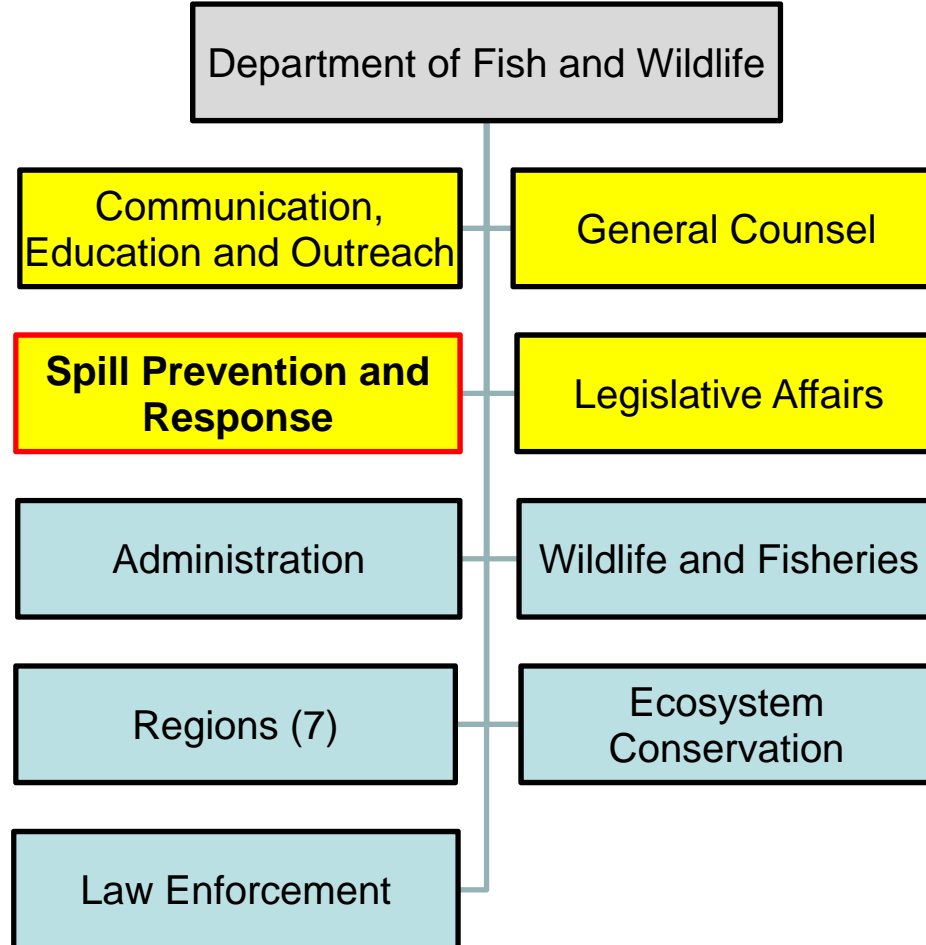 Department of Fish and Wildlife
Communication,
Education and Outreach
General Counsel
Spill Prevention and
Response
Legislative Affairs
Administration
Wildlife and Fisheries
Regions (7)
Ecosystem
Conservation
Law Enforcement